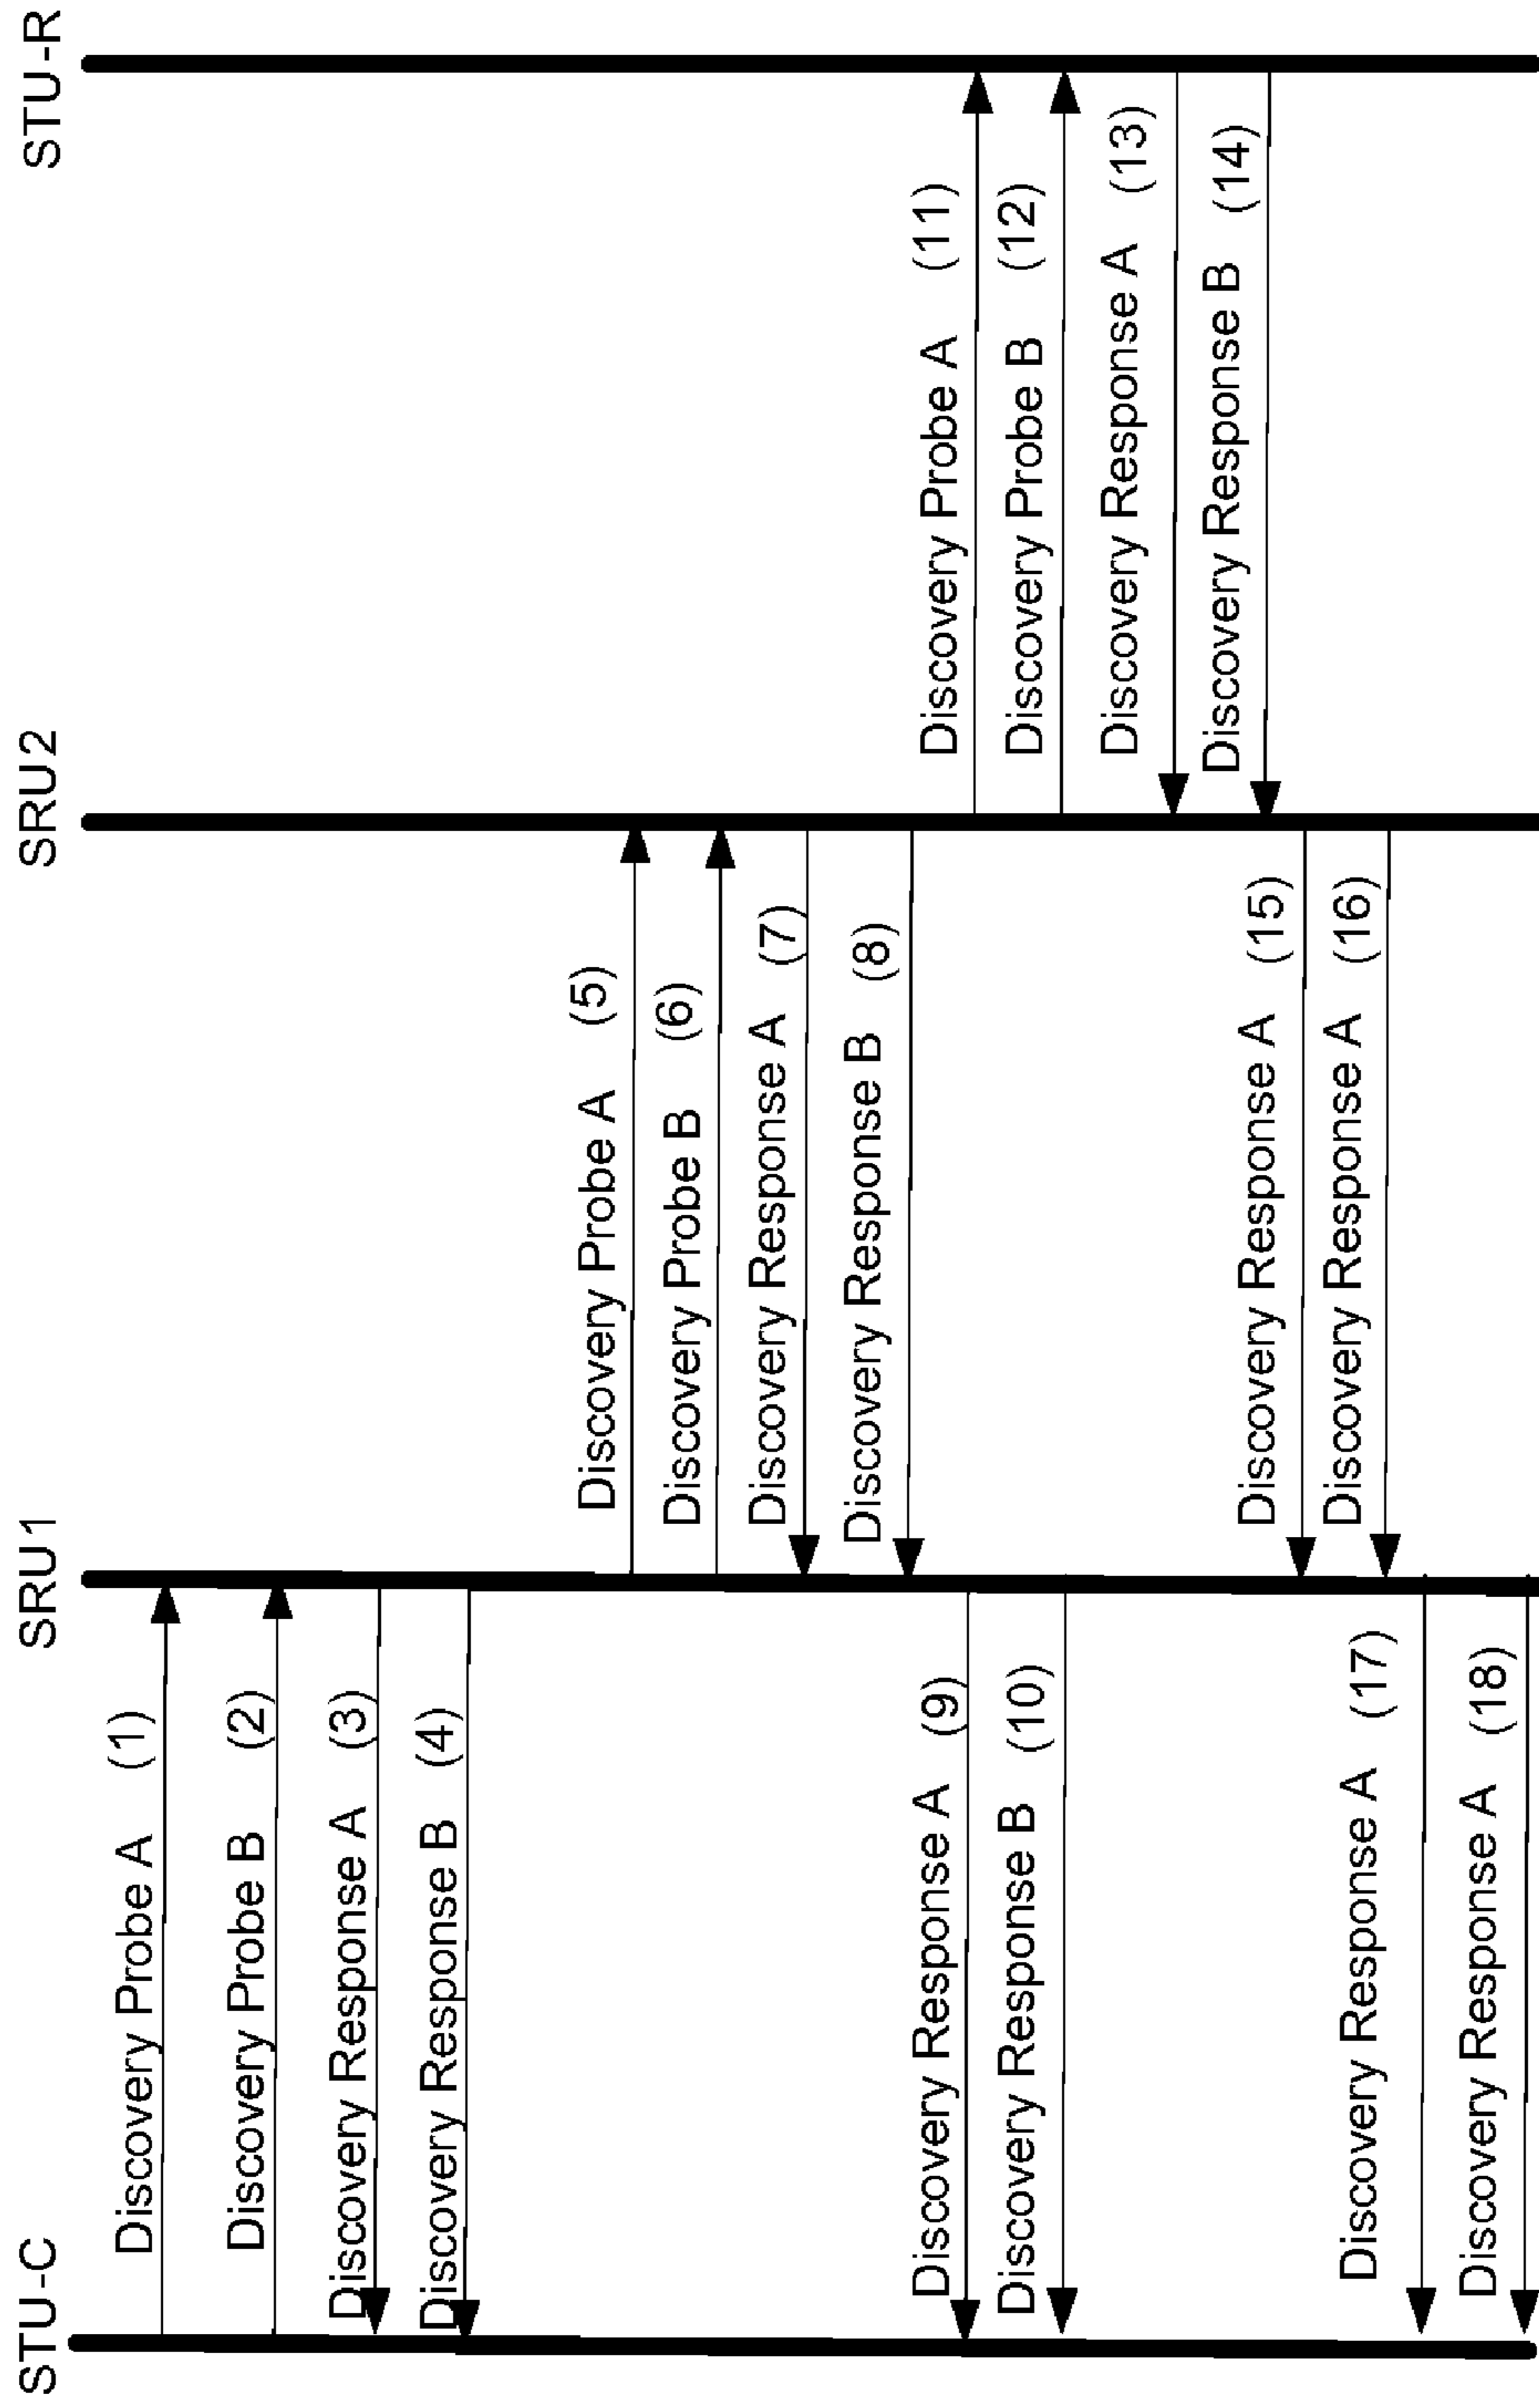 STU-C
SRU1
SRU2
STU-R
Discovery Probe A (1)
Discovery Probe B (2)
Discovery Response A (3)
Discovery Response B (4)
Discovery Probe A (5)
Discovery Probe B (6)
Discovery Response A (7)
Discovery Response B (8)
Discovery Response A (9)
Discovery Response B (10)
Discovery Probe A (11)
Discovery Probe B (12)
Discovery Response A (13)
Discovery Response B (14)
Discovery Response A (15)
Discovery Response A (16)
Discovery Response A (17)
Discovery Response A (18)